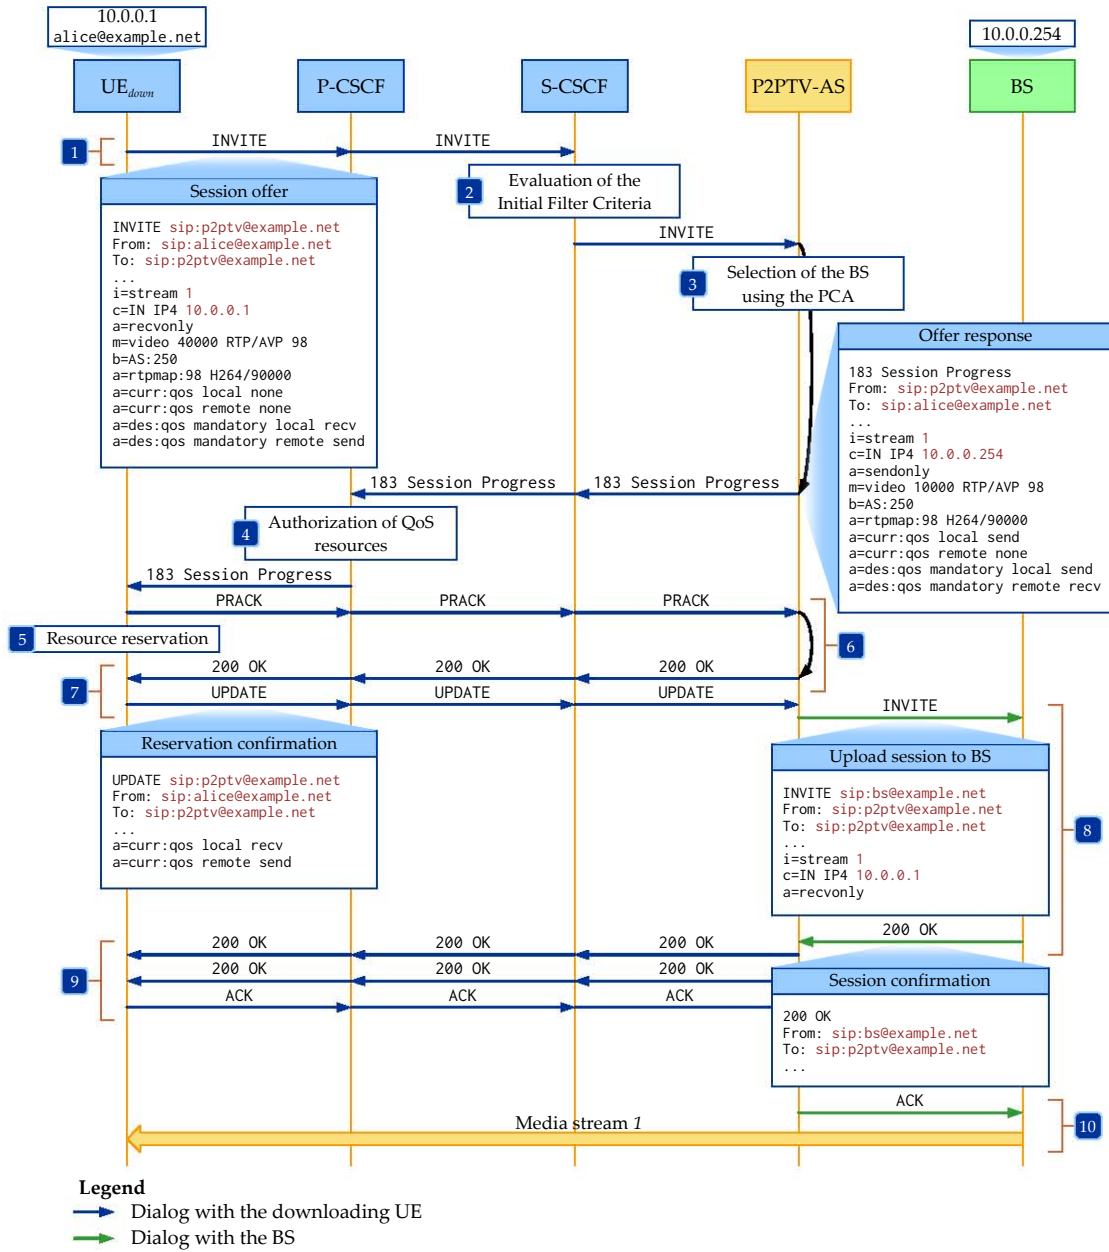 10.0.0.1
alice@example.net
10.0.0.254
UEdown
P-CSCF
S-CSCF
P2PTV-AS
BS
1
INVITE
INVITE
Session offer
INVITE sip:p2ptv@example.net
From: sip:alice@example.net
To: sip:p2ptv@example.net
...
i=stream 1
c=IN IP4 10.0.0.1
a=recvonly
m=video 40000 RTP/AVP 98
b=AS:250
a=rtpmap:98 H264/90000
a=curr:qos local none
a=curr:qos remote none
a=des:qos mandatory local recv
a=des:qos mandatory remote send
2
Evaluation of the
Initial Filter Criteria
INVITE
3
Selection of the BS
using the PCA
Offer response
183 Session Progress
From: sip:p2ptv@example.net
To: sip:alice@example.net
...
i=stream 1
c=IN IP4 10.0.0.254
a=sendonly
m=video 10000 RTP/AVP 98
b=AS:250
a=rtpmap:98 H264/90000
a=curr:qos local send
a=curr:qos remote none
a=des:qos mandatory local send
a=des:qos mandatory remote recv
183 Session Progress
183 Session Progress
4
Authorization of QoS
resources
183 Session Progress
PRACK
PRACK
PRACK
5
Resource reservation
6
200 OK
200 OK
200 OK
7
UPDATE
UPDATE
UPDATE
INVITE
Reservation confirmation
UPDATE sip:p2ptv@example.net
From: sip:alice@example.net
To: sip:p2ptv@example.net
...
a=curr:qos local recv
a=curr:qos remote send
Upload session to BS
INVITE sip:bs@example.net
From: sip:p2ptv@example.net
To: sip:p2ptv@example.net
...
i=stream 1
c=IN IP4 10.0.0.1
a=recvonly
8
200 OK
200 OK
200 OK
200 OK
9
200 OK
200 OK
200 OK
ACK
ACK
ACK
Session confirmation
200 OK
From: sip:bs@example.net
To: sip:p2ptv@example.net
...
ACK
10
Media stream 1
Legend
Dialog with the downloading UE
Dialog with the BS